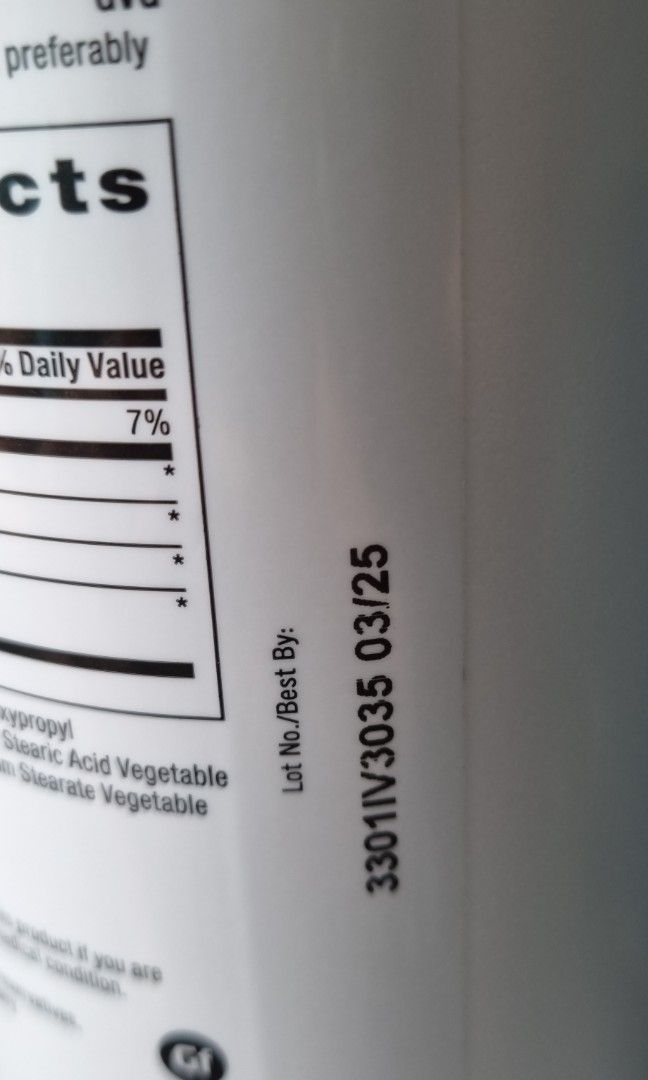 preferably
cts
% Daily Value
7%
*
*
*
*
xypropyl
Stearic Acid Vegetable
Stearate Vegetable
product if you are
condition.
Lot No./Best By:
3301IV3035 03/25
Gf